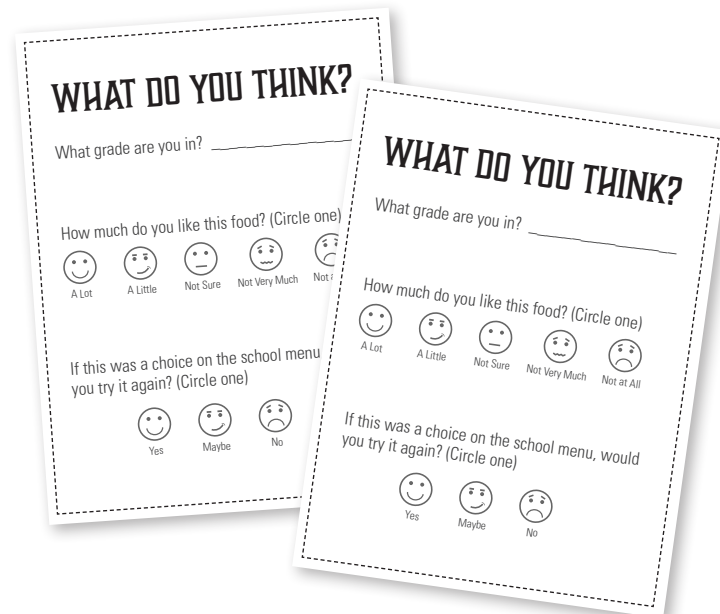 WHAT DO YOU THINK?
What grade are you in?
How much do you like this food? (Circle one)
A Lot
A Little
Not Sure
Not Very Much
Not a
If this was a choice on the school menu
you try it again? (Circle one)
Yes
Maybe
No
WHAT DO YOU THINK?
What grade are you in?
How much do you like this food? (Circle one)
A Lot
A Little
Not Sure
Not Very Much
Not at All
If this was a choice on the school menu, would
you try it again? (Circle one)
Yes
Maybe
No